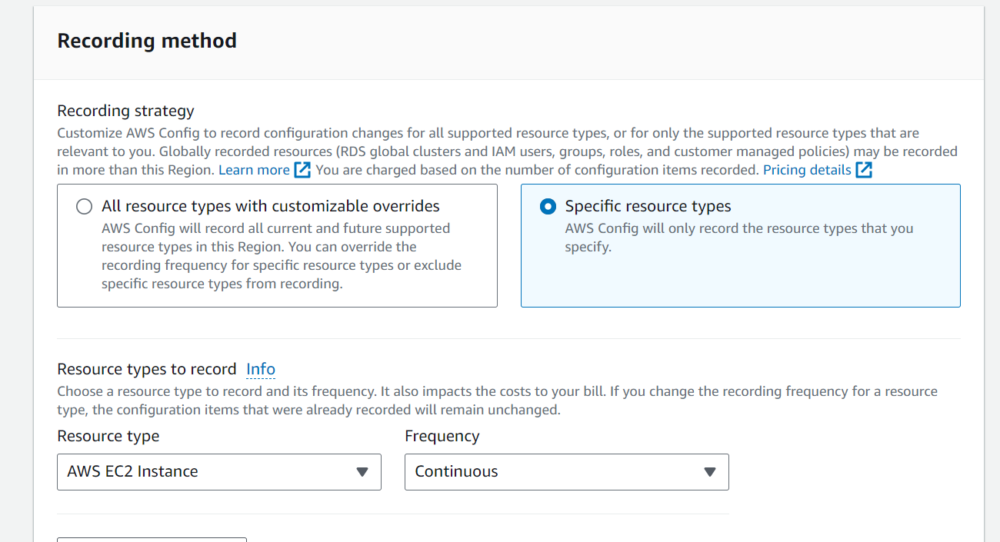 Recording method
Recording strategy
Customize AWS Config to record configuration changes for all supported resource types, or for only the supported resource types that are
relevant to you. Globally recorded resources (RDS global clusters and IAM users, groups, roles, and customer managed policies) may be recorded
in more than this Region. Learn more You are charged based on the number of configuration items recorded. Pricing details
All resource types with customizable overrides
AWS Config will record all current and future supported
resource types in this Region. You can override the
recording frequency for specific resource types or exclude
specific resource types from recording.
Specific resource types
AWS Config will only record the resource types that you
specify.
Resource types to record Info
Choose a resource type to record and its frequency. It also impacts the costs to your bill. If you change the recording frequency for a resource
type, the configuration items that were already recorded will remain unchanged.
Resource type
AWS EC2 Instance
Frequency
Continuous